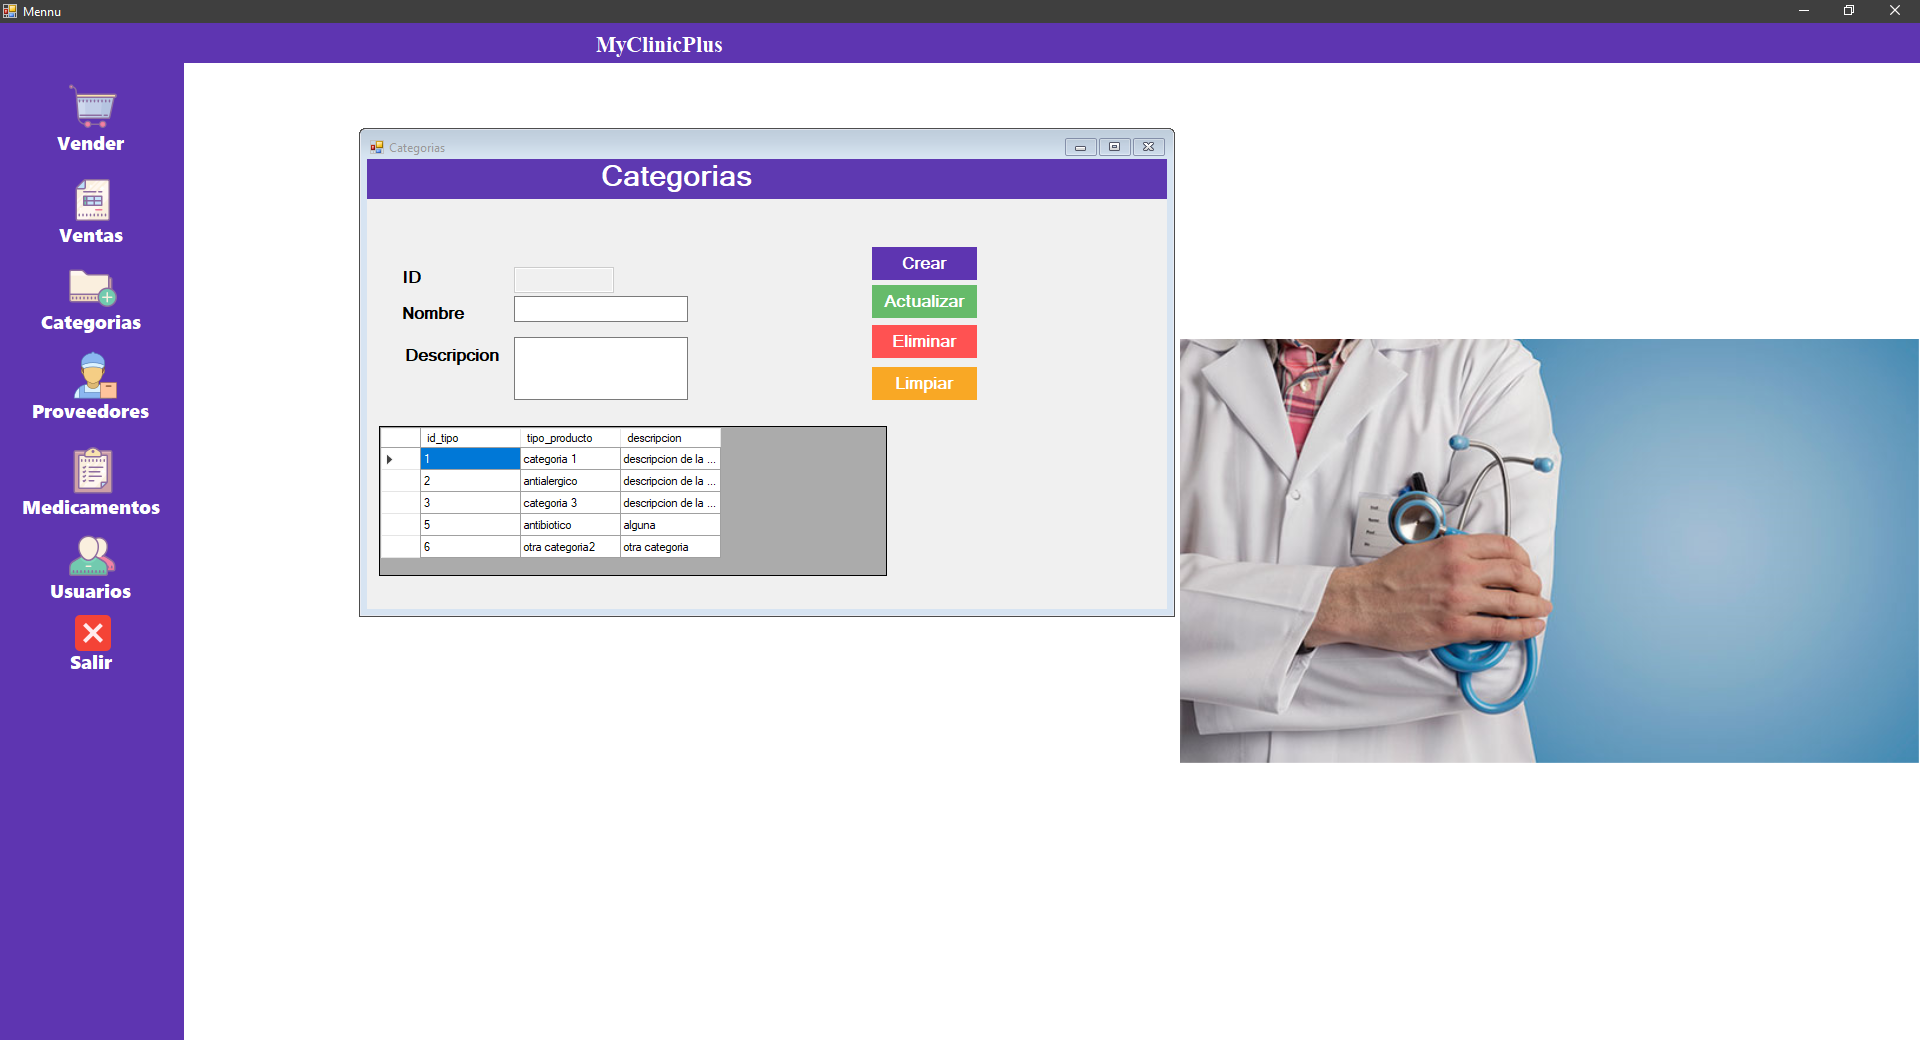 Mennu
MyClinicPlus
Vender
Ventas
Categorias
Proveedores
Medicamentos
Usuarios
Salir
Categorias
Categorias
ID
Nombre
Descripcion
Crear
Actualizar
Eliminar
Limpiar
id_tipo tipo_producto descripcion
1 categoria 1 descripcion de la ...
2 antialergico descripcion de la ...
3 categoria 3 descripcion de la ...
5 antibiotico alguna
6 otra categoria2 otra categoria